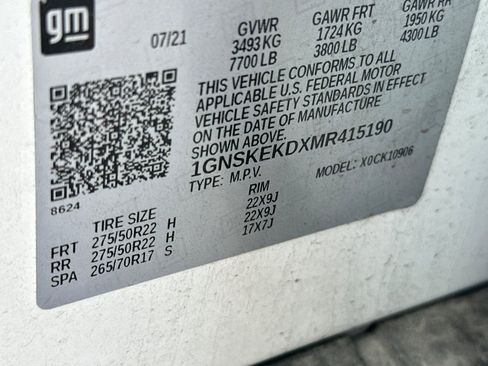 gm
07/21
GVWR
3493 KG
7700 LB
GAWR FRT
1724 KG
3800 LB
GAWR RR
1950 KG
4300 LB
THIS VEHICLE CONFORMS TO ALL
APPLICABLE U.S. FEDERAL MOTOR
VEHICLE SAFETY STANDARDS IN EFFECT
ON THE DATE OF MANUFACTURE
SHOWN ABOVE.
1GNSKEKDXMR415190
TYPE: M.P.V.
MODEL: X0CK10906
8624
TIRE SIZE
RIM
FRT 275/50R22 H 22X9J
RR 275/50R22 H 22X9J
SPA 265/70R17 S 17X7J